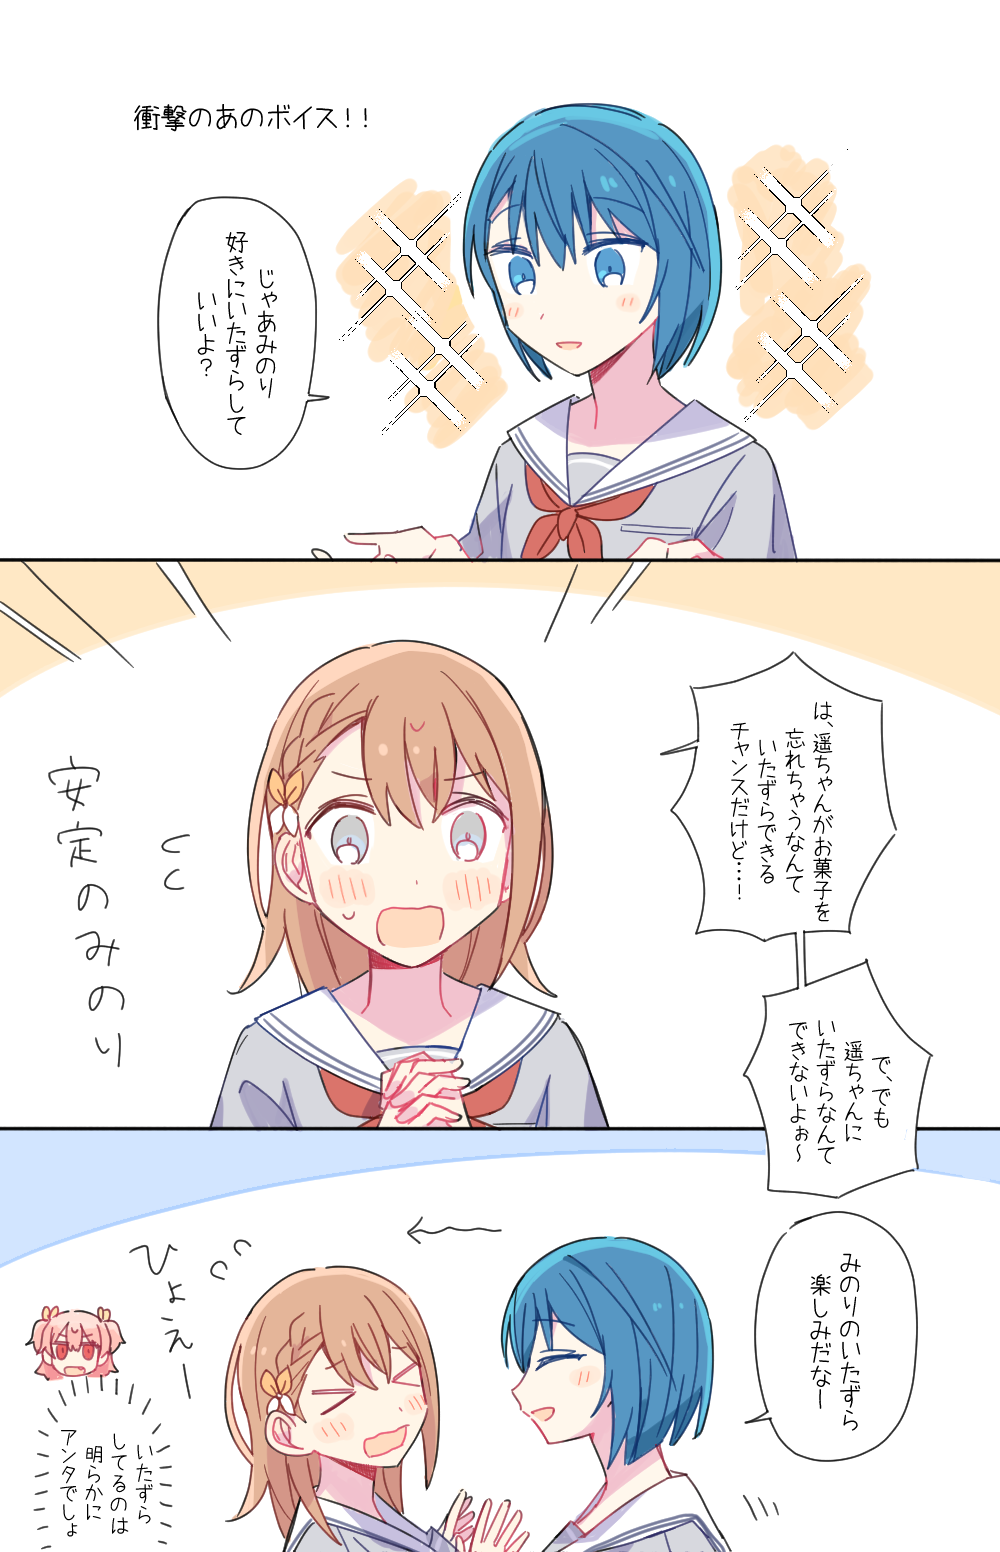 衝撃のあのボイス！！
じゃあみのり
好きにいたずらして
いいよ？
は、遥ちゃんがお菓子を
忘れちゃうなんて
いたずらできる
チャンスだけど…！
で、でも
遥ちゃんに
いたずらなんて
できないよぉ～
安定のみのり
みのりのいたずら
楽しみだなー
ひょえー
いたずら
してるのは
明らかに
アンタでしょ